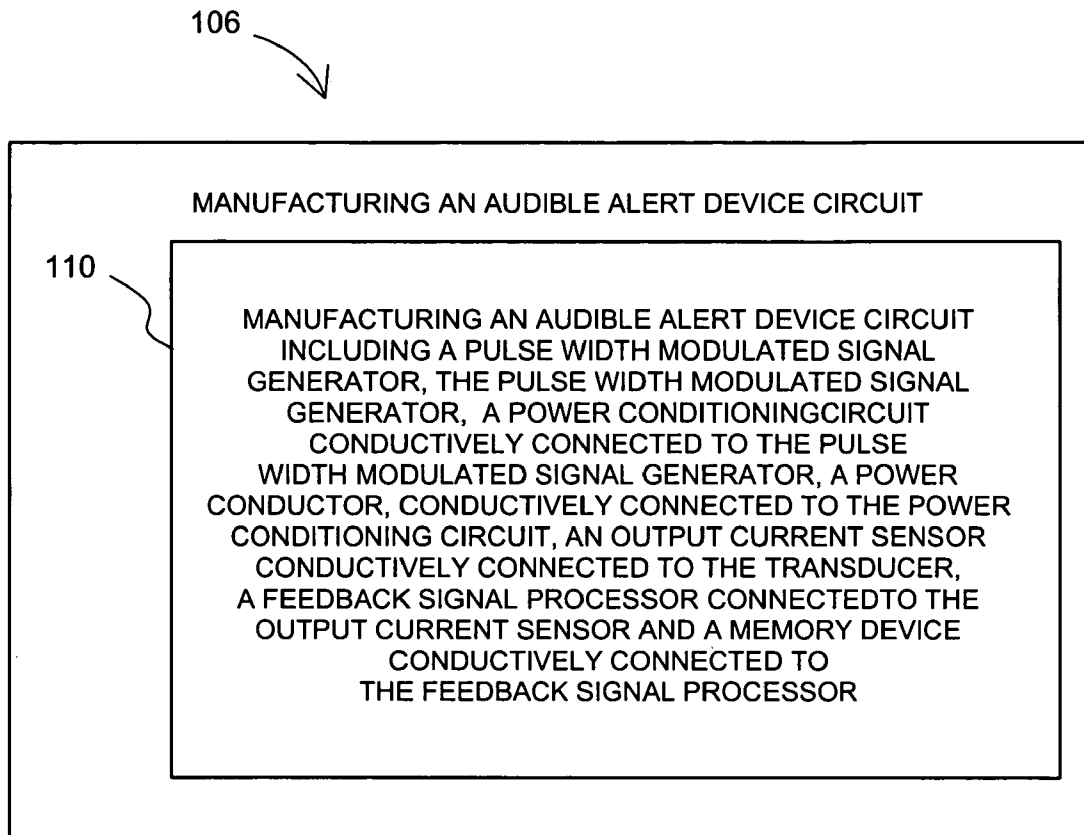 106
MANUFACTURING AN AUDIBLE ALERT DEVICE CIRCUIT
110
MANUFACTURING AN AUDIBLE ALERT DEVICE CIRCUIT
INCLUDING A PULSE WIDTH MODULATED SIGNAL
GENERATOR, THE PULSE WIDTH MODULATED SIGNAL
GENERATOR, A POWER CONDITIONINGCIRCUIT
CONDUCTIVELY CONNECTED TO THE PULSE
WIDTH MODULATED SIGNAL GENERATOR, A POWER
CONDUCTOR, CONDUCTIVELY CONNECTED TO THE POWER
CONDITIONING CIRCUIT, AN OUTPUT CURRENT SENSOR
CONDUCTIVELY CONNECTED TO THE TRANSDUCER,
A FEEDBACK SIGNAL PROCESSOR CONNECTEDTO THE
OUTPUT CURRENT SENSOR AND A MEMORY DEVICE
CONDUCTIVELY CONNECTED TO
THE FEEDBACK SIGNAL PROCESSOR